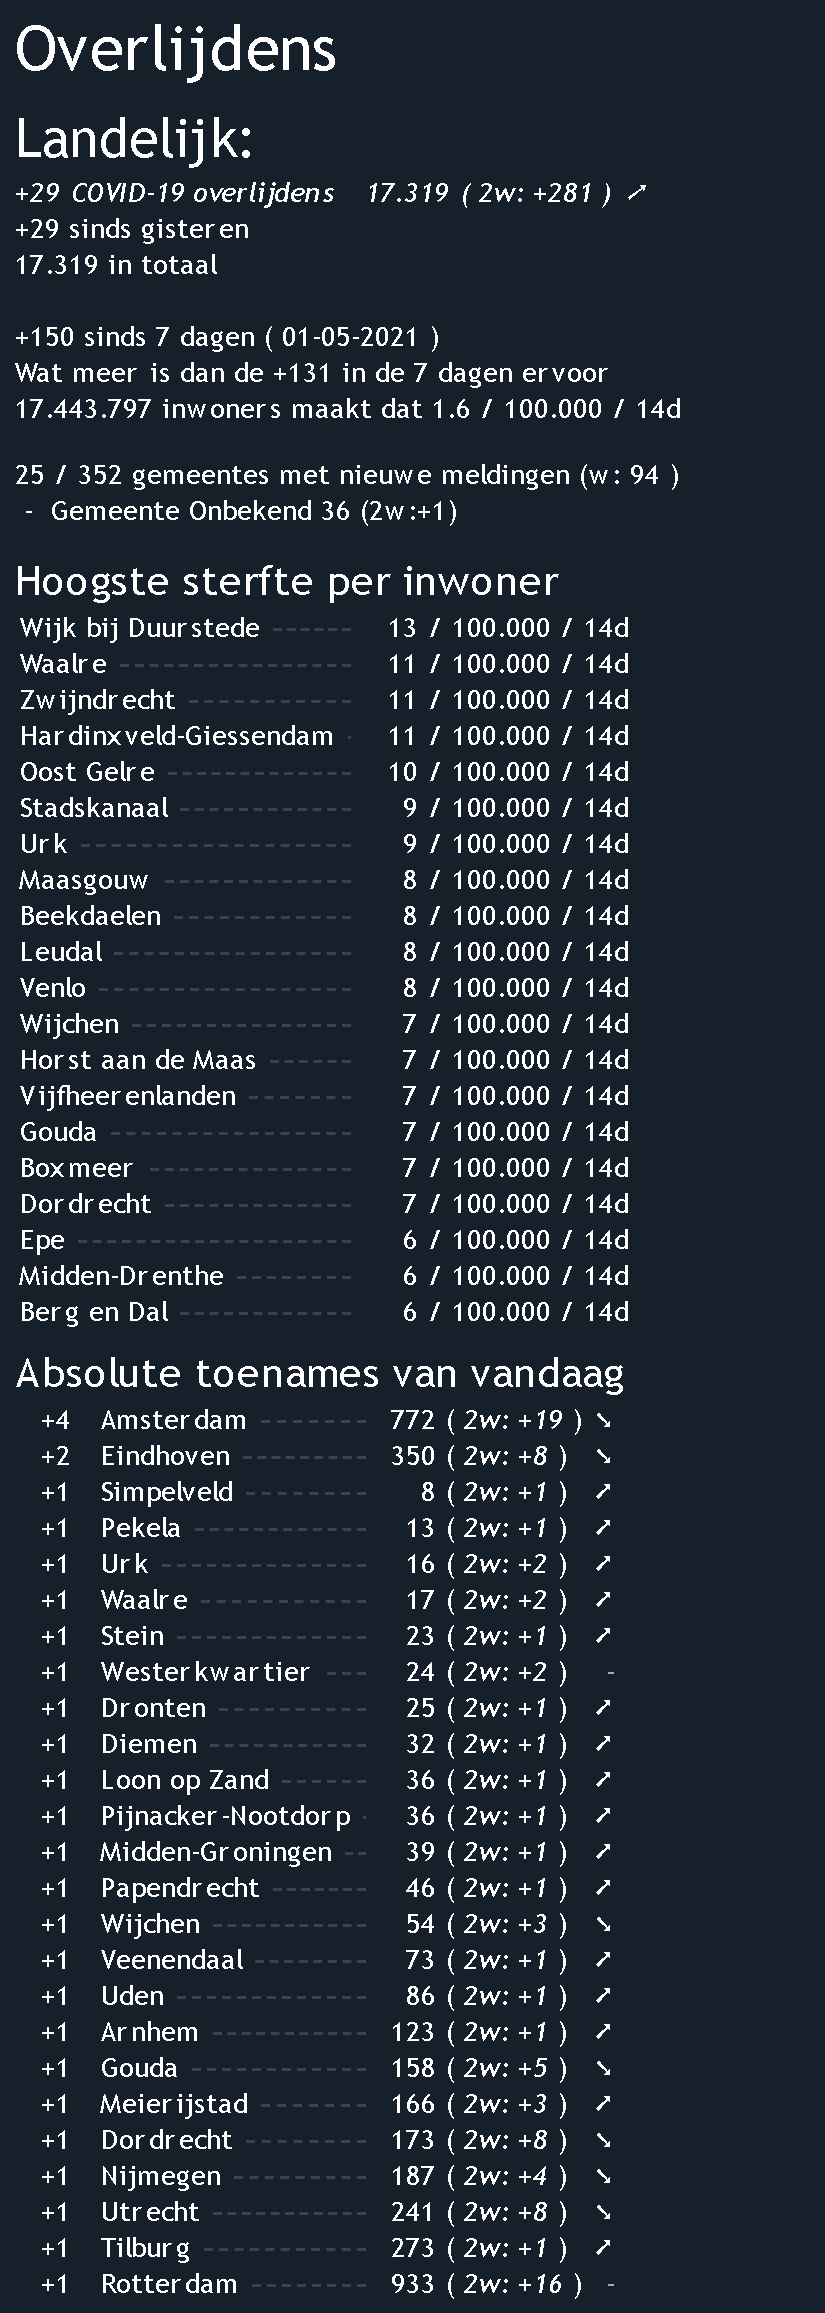 Overlijdens
Landelijk:
+29 COVID-19 overlijdens 17.319 ( 2w: +281 ) ➚
+29 sinds gisteren
17.319 in totaal
+150 sinds 7 dagen ( 01-05-2021 )
Wat meer is dan de +131 in de 7 dagen ervoor
17.443.797 inwoners maakt dat 1.6 / 100.000 / 14d
25 / 352 gemeentes met nieuwe meldingen (w: 94 )
- Gemeente Onbekend 36 (2w:+1)
Hoogste sterfte per inwoner
Wijk bij Duurstede ------ 13 / 100.000 / 14d
Waalre ---------------- 11 / 100.000 / 14d
Zwijndrecht ----------- 11 / 100.000 / 14d
Hardinxveld-Giessendam · 11 / 100.000 / 14d
Oost Gelre ------------- 10 / 100.000 / 14d
Stadskanaal ------------ 9 / 100.000 / 14d
Urk ------------------- 9 / 100.000 / 14d
Maasgouw ------------- 8 / 100.000 / 14d
Beekdaelen ------------ 8 / 100.000 / 14d
Leudal ----------------- 8 / 100.000 / 14d
Venlo ------------------ 8 / 100.000 / 14d
Wijchen --------------- 7 / 100.000 / 14d
Horst aan de Maas ------ 7 / 100.000 / 14d
Vijfheerenlanden ------- 7 / 100.000 / 14d
Gouda ----------------- 7 / 100.000 / 14d
Boxmeer -------------- 7 / 100.000 / 14d
Dordrecht ------------- 7 / 100.000 / 14d
Epe ------------------- 6 / 100.000 / 14d
Midden-Drenthe -------- 6 / 100.000 / 14d
Berg en Dal ------------ 6 / 100.000 / 14d
Absolute toenames van vandaag
+4 Amsterdam ------- 772 ( 2w: +19 ) ➘
+2 Eindhoven --------- 350 ( 2w: +8 ) ➘
+1 Simpelveld -------- 8 ( 2w: +1 ) ➚
+1 Pekela ------------ 13 ( 2w: +1 ) ➚
+1 Urk -------------- 16 ( 2w: +2 ) ➚
+1 Waalre ----------- 17 ( 2w: +2 ) ➚
+1 Stein ------------- 23 ( 2w: +1 ) ➚
+1 Westerkwartier --- 24 ( 2w: +2 ) -
+1 Dronten ---------- 25 ( 2w: +1 ) ➚
+1 Diemen ----------- 32 ( 2w: +1 ) ➚
+1 Loon op Zand ------ 36 ( 2w: +1 ) ➚
+1 Pijnacker-Nootdorp · 36 ( 2w: +1 ) ➚
+1 Midden-Groningen -- 39 ( 2w: +1 ) ➚
+1 Papendrecht ------- 46 ( 2w: +1 ) ➚
+1 Wijchen ----------- 54 ( 2w: +3 ) ➘
+1 Veenendaal -------- 73 ( 2w: +1 ) ➚
+1 Uden ------------- 86 ( 2w: +1 ) ➚
+1 Arnhem ----------- 123 ( 2w: +1 ) ➚
+1 Gouda ------------ 158 ( 2w: +5 ) ➘
+1 Meierijstad ------- 166 ( 2w: +3 ) ➚
+1 Dordrecht -------- 173 ( 2w: +8 ) ➘
+1 Nijmegen --------- 187 ( 2w: +4 ) ➘
+1 Utrecht ----------- 241 ( 2w: +8 ) ➘
+1 Tilburg ----------- 273 ( 2w: +1 ) ➚
+1 Rotterdam -------- 933 ( 2w: +16 ) -